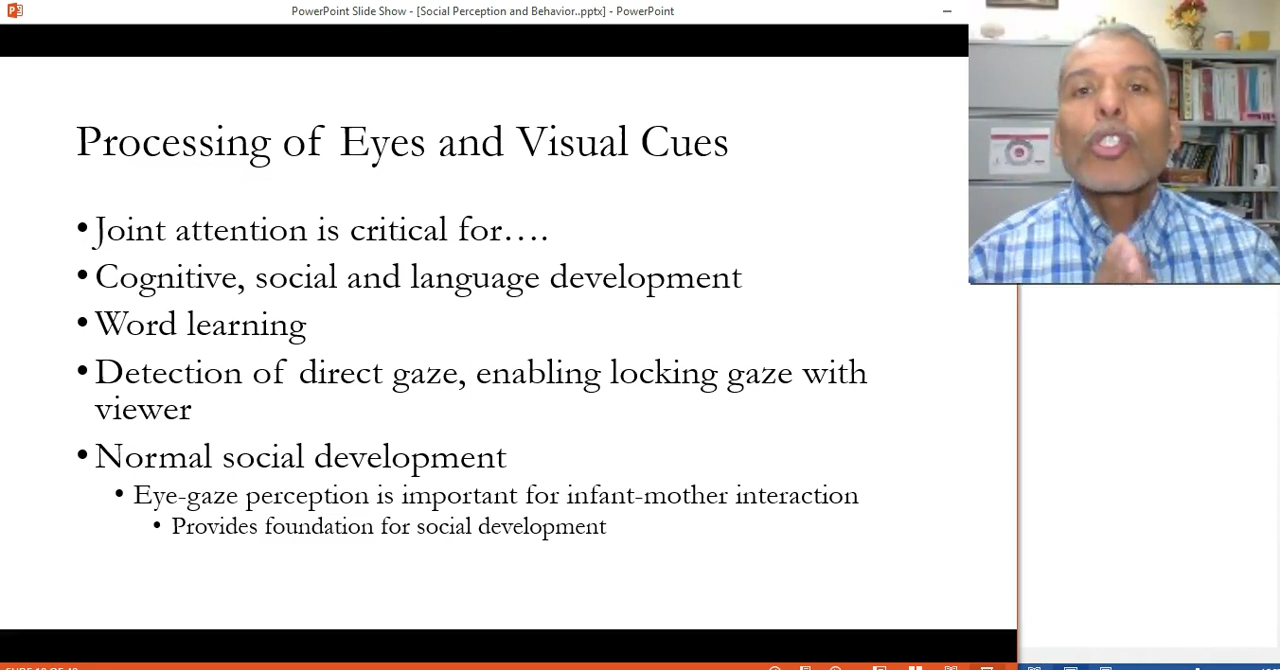 PowerPoint Slide Show - [Social Perception and Behavior..pptx] - PowerPoint
Processing of Eyes and Visual Cues
• Joint attention is critical for….
• Cognitive, social and language development
• Word learning
• Detection of direct gaze, enabling locking gaze with
viewer
• Normal social development
• Eye-gaze perception is important for infant-mother interaction
• Provides foundation for social development